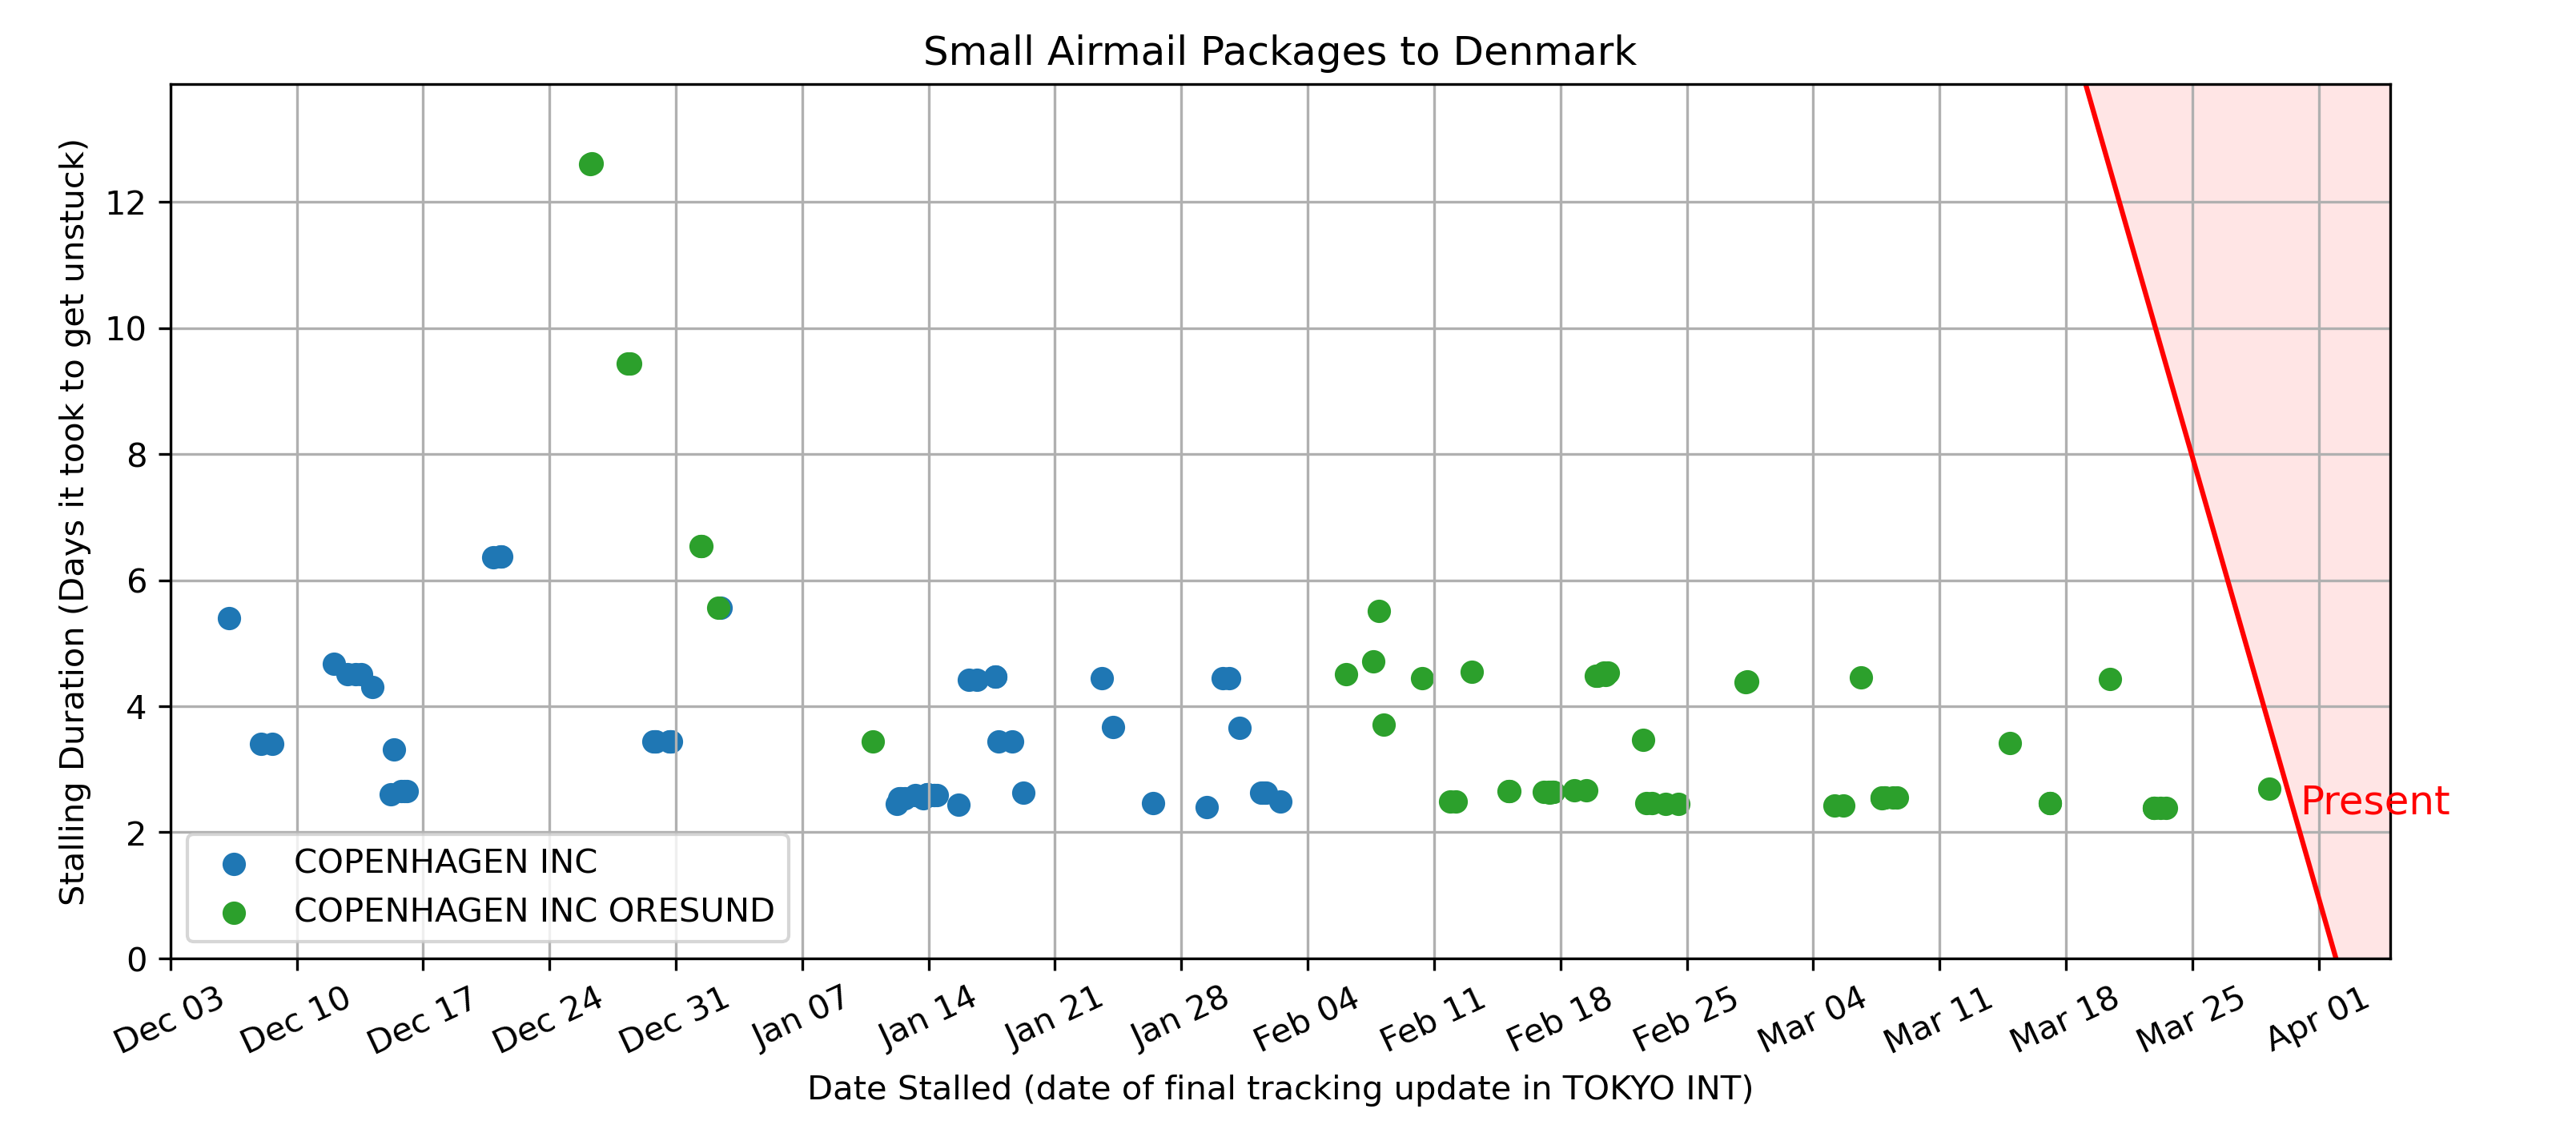 Small Airmail Packages to Denmark
Stalling Duration (Days it took to get unstuck)
12
10
8
6
4
2
0
Present
COPENHAGEN INC
COPENHAGEN INC ORESUND
Dec 03
Dec 10
Dec 17
Dec 24
Dec 31
Jan 07
Jan 14
Jan 21
Jan 28
Feb 04
Feb 11
Feb 18
Feb 25
Mar 04
Mar 11
Mar 18
Mar 25
Apr 01
Date Stalled (date of final tracking update in TOKYO INT)